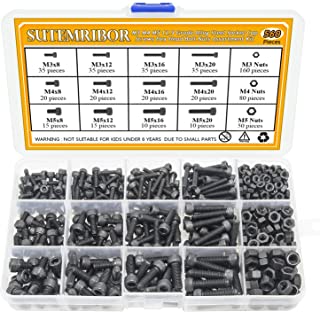 SUTEMRIBOR
560
Pieces
M3x8 M3x12 M3x16 M3x20 M3 Nuts
35 pieces 35 pieces 35 pieces 35 pieces 160 pieces
M4x8 M4x12 M4x16 M4x20 M4 Nuts
20 pieces 20 pieces 20 pieces 20 pieces 80 pieces
M5x8 M5x12 M5x16 M5x20 M5 Nuts
15 pieces 15 pieces 10 pieces 10 pieces 50 pieces
WARNING: NOT SUITABLE FOR KIDS UNDER 6 YEARS, DUE TO SMALL PARTS